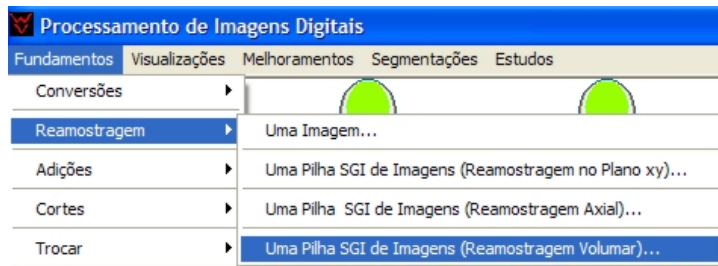 Processamento de Imagens Digitais
Fundamentos Visualizações Melhoramentos Segmentações Estudos
Conversões
Reamostragem
Adições
Cortes
Trocar
Uma Imagem...
Uma Pilha SGI de Imagens (Reamostragem no Plano xy)...
Uma Pilha SGI de Imagens (Reamostragem Axial)...
Uma Pilha SGI de Imagens (Reamostragem Volumar)...